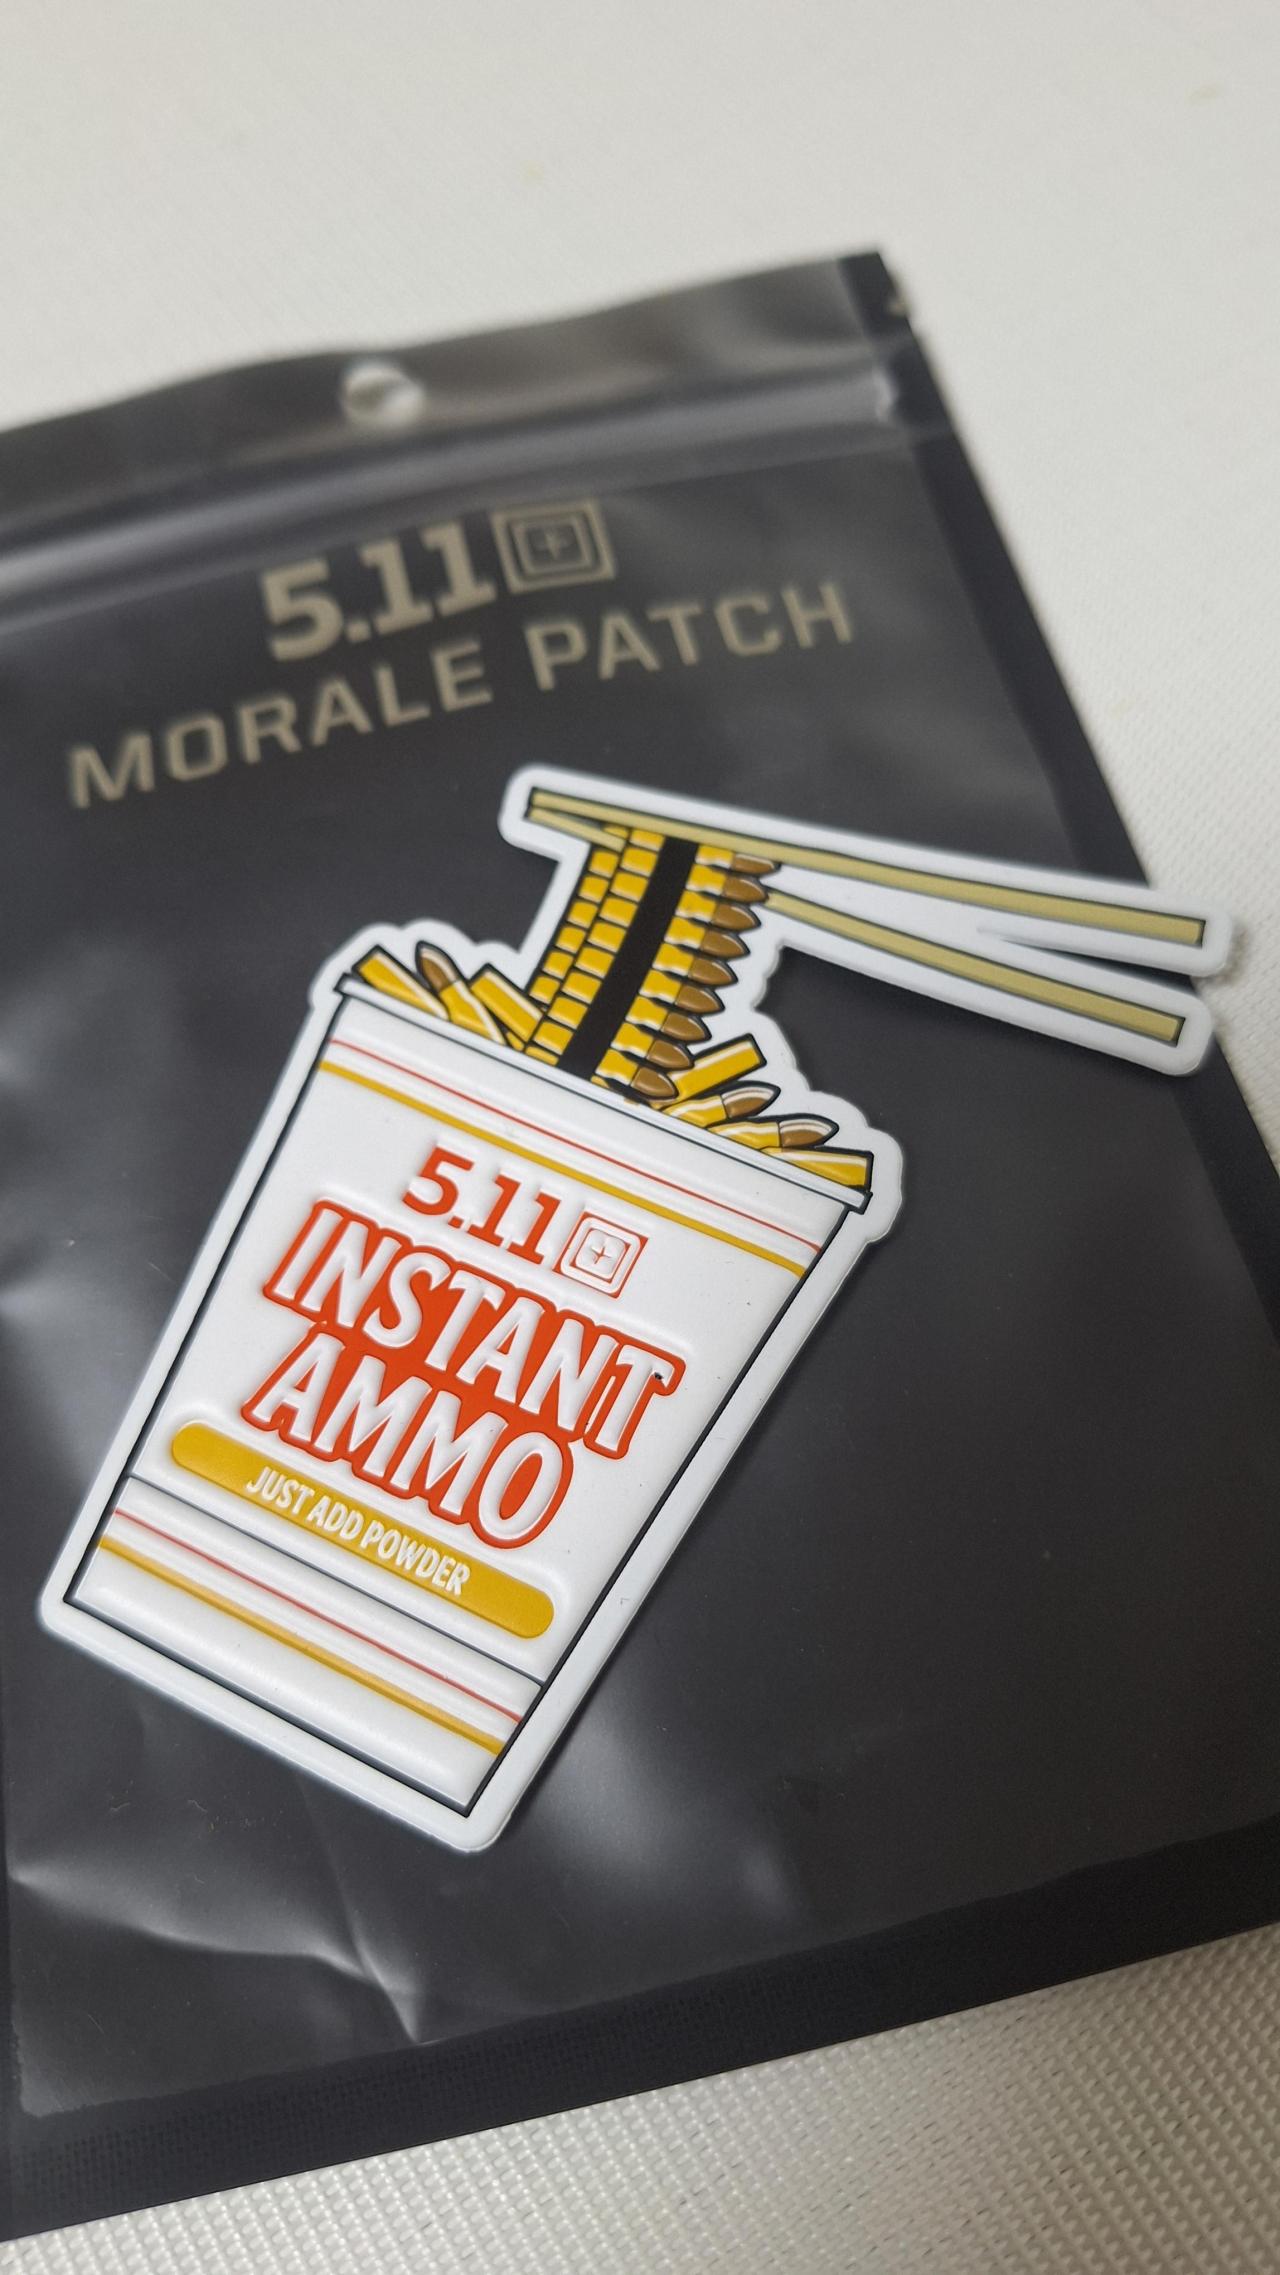 5.11
MORALE PATCH
5.11
INSTANT
AMMO
JUST ADD POWDER